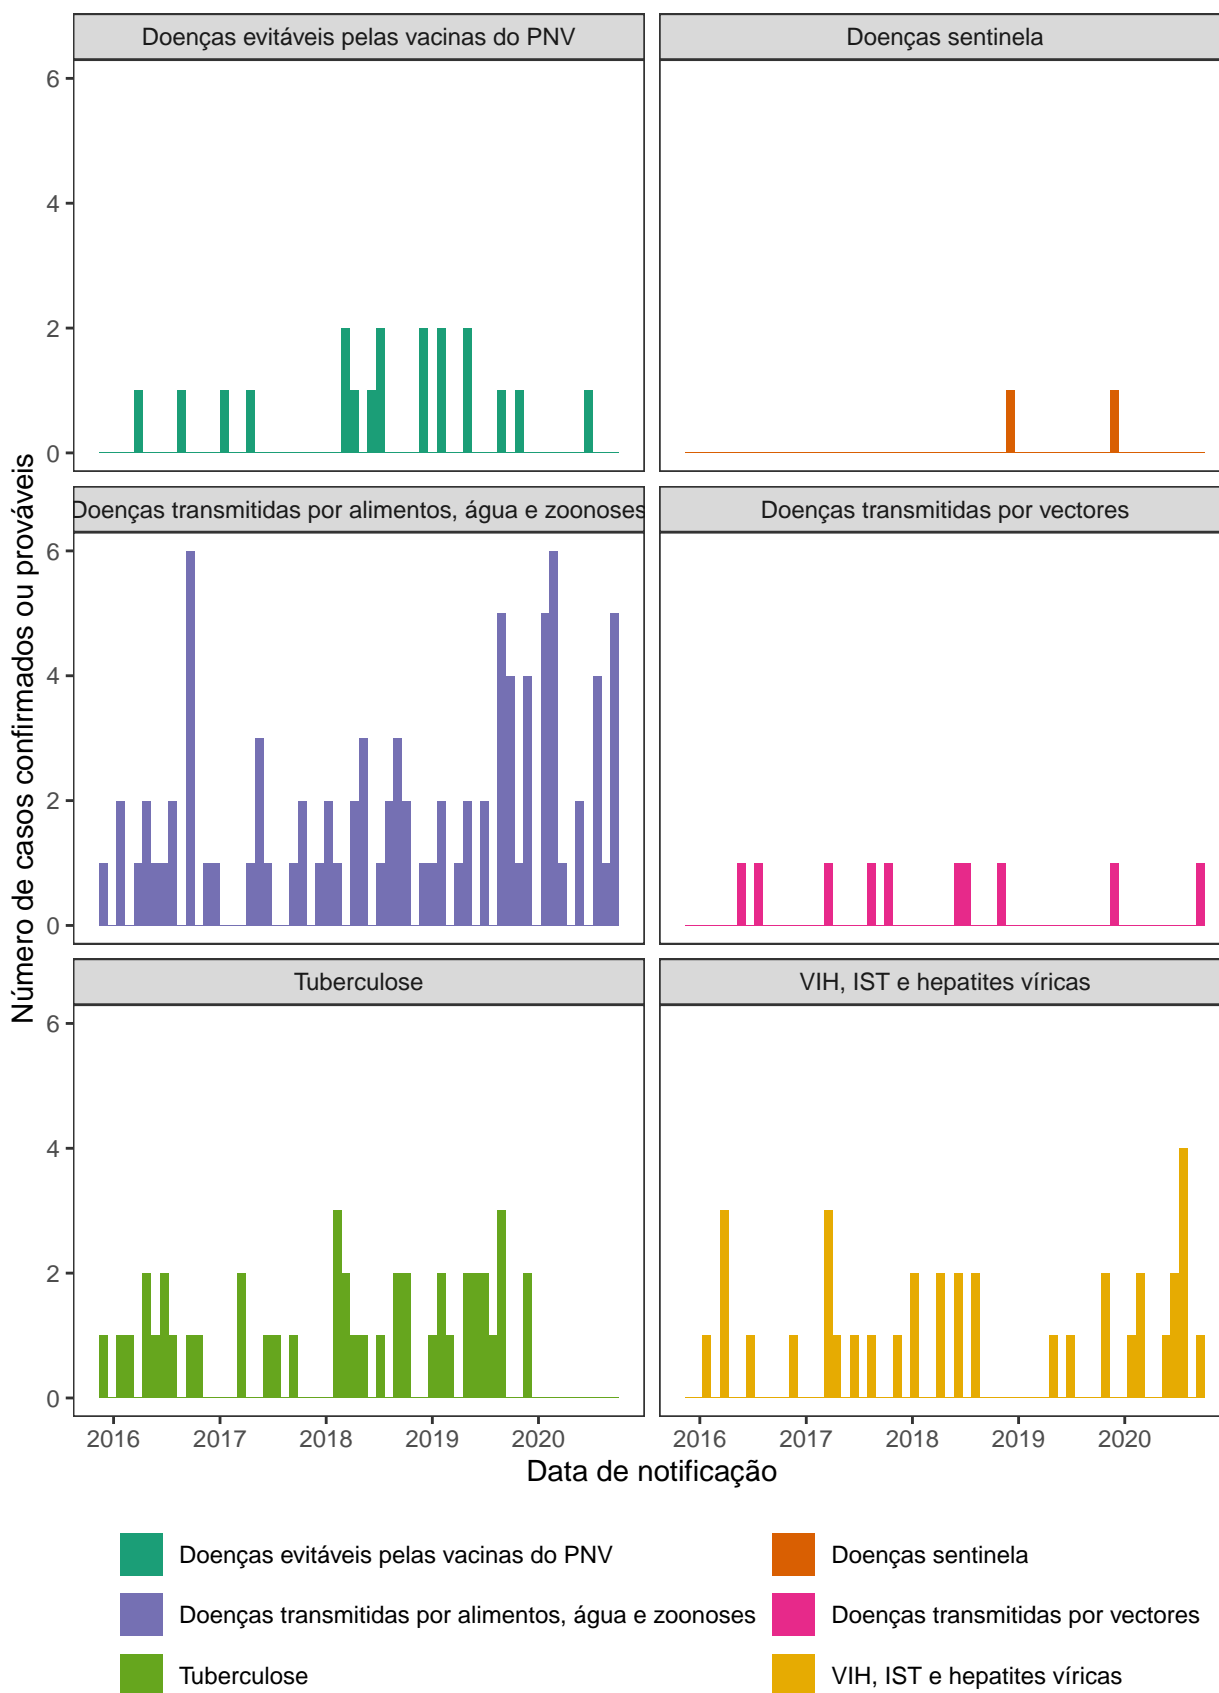 Doenças evitáveis pelas vacinas do PNV
Doenças sentinela
6
4
2
0
Doenças transmitidas por alimentos, água e zoonoses
Doenças transmitidas por vectores
6
4
2
0
Tuberculose
VIH, IST e hepatites víricas
6
4
2
0
2016 2017 2018 2019 2020
2016 2017 2018 2019 2020
Número de casos confirmados ou prováveis
Data de notificação
Doenças evitáveis pelas vacinas do PNV
Doenças sentinela
Doenças transmitidas por alimentos, água e zoonoses
Doenças transmitidas por vectores
Tuberculose
VIH, IST e hepatites víricas